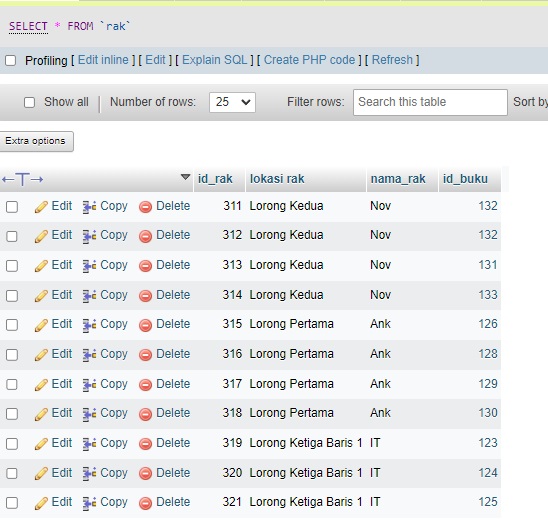 SELECT * FROM `rak`
Profiling [ Edit inline ] [ Edit ] [ Explain SQL ] [ Create PHP code ] [ Refresh ]
Show all Number of rows: 25 Filter rows: Search this table Sort by
Extra options
←T→ id_rak lokasi rak nama_rak id_buku
Edit Copy Delete 311 Lorong Kedua Nov 132
Edit Copy Delete 312 Lorong Kedua Nov 132
Edit Copy Delete 313 Lorong Kedua Nov 131
Edit Copy Delete 314 Lorong Kedua Nov 133
Edit Copy Delete 315 Lorong Pertama Ank 126
Edit Copy Delete 316 Lorong Pertama Ank 128
Edit Copy Delete 317 Lorong Pertama Ank 129
Edit Copy Delete 318 Lorong Pertama Ank 130
Edit Copy Delete 319 Lorong Ketiga Baris 1 IT 123
Edit Copy Delete 320 Lorong Ketiga Baris 1 IT 124
Edit Copy Delete 321 Lorong Ketiga Baris 1 IT 125